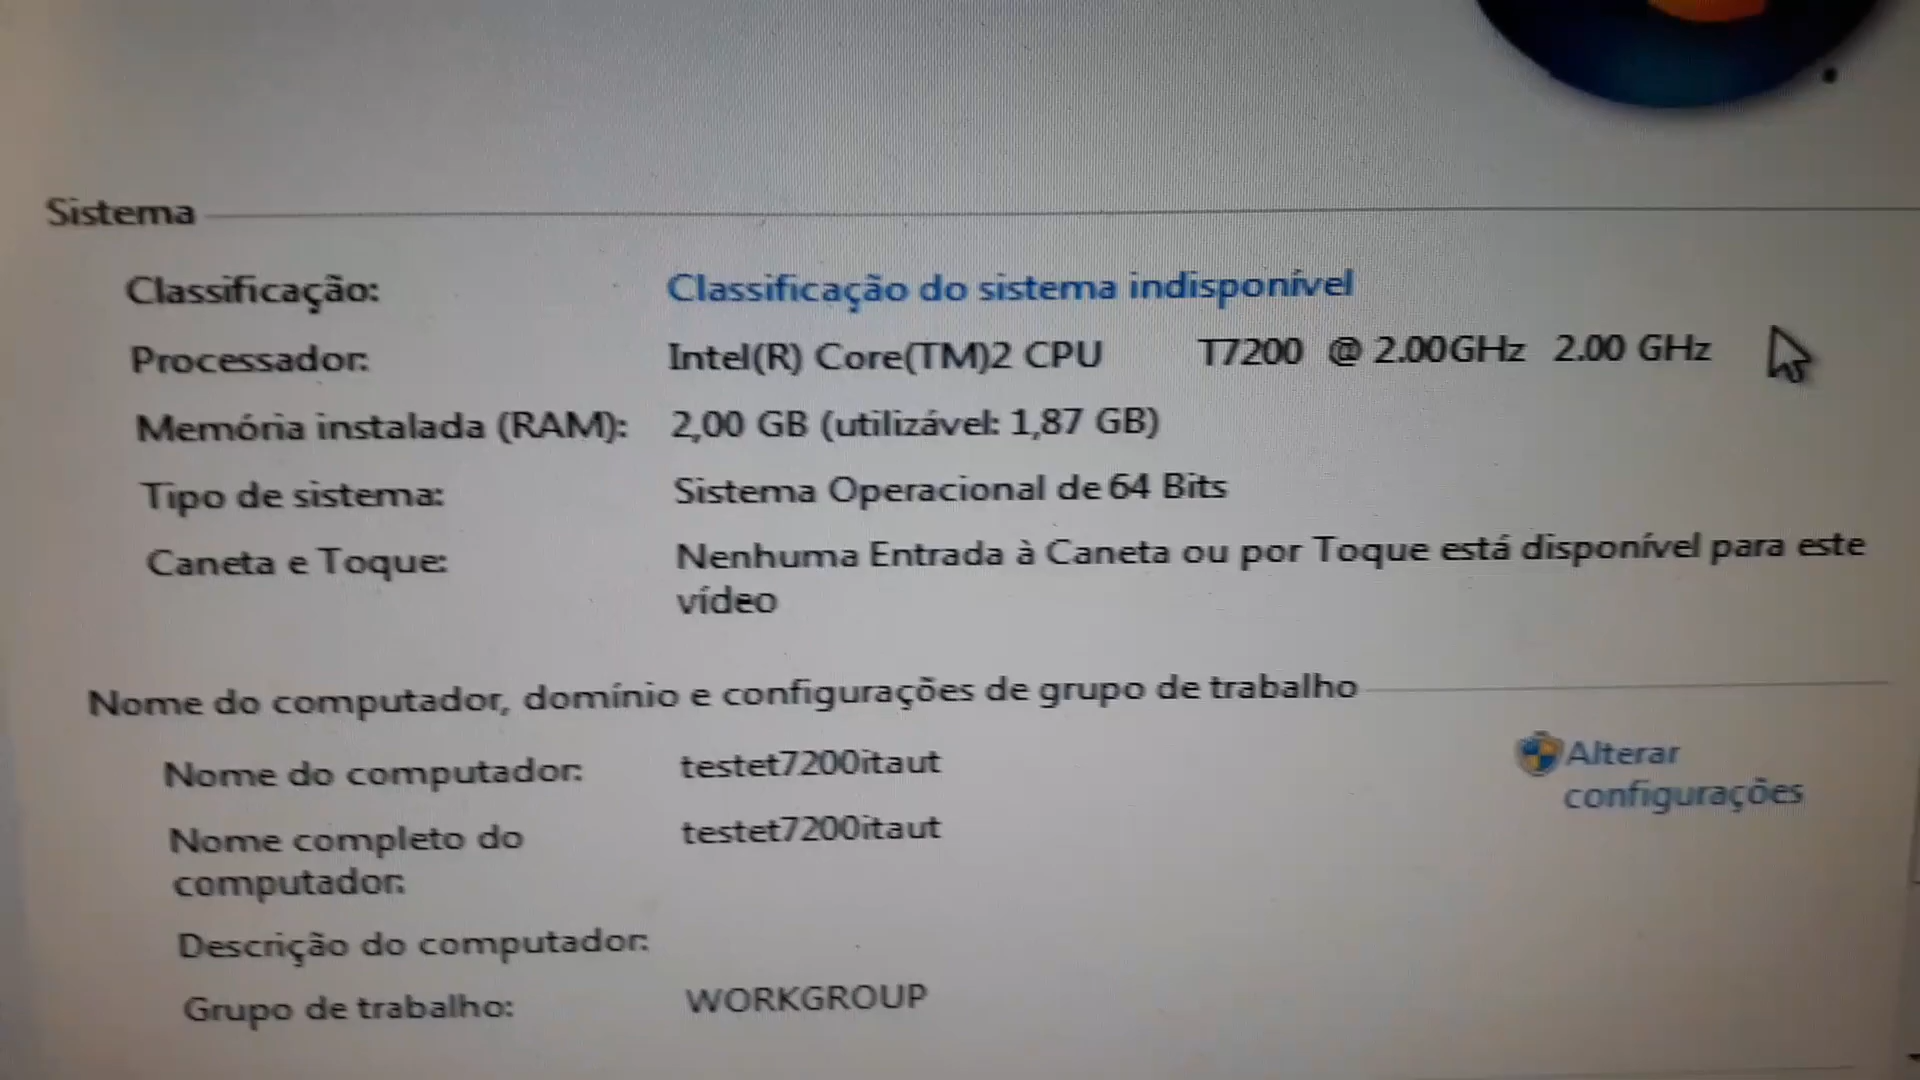 Sistema
Classificação: Classificação do sistema indisponível
Processador: Intel(R) Core(TM)2 CPU T7200 @ 2.00GHz 2.00 GHz
Memória instalada (RAM): 2,00 GB (utilizável: 1,87 GB)
Tipo de sistema: Sistema Operacional de 64 Bits
Caneta e Toque: Nenhuma Entrada à Caneta ou por Toque está disponível para este
vídeo
Nome do computador, domínio e configurações de grupo de trabalho
Nome do computador: testet7200itaut
Alterar
configurações
Nome completo do
computador:
testet7200itaut
Descrição do computador:
Grupo de trabalho: WORKGROUP